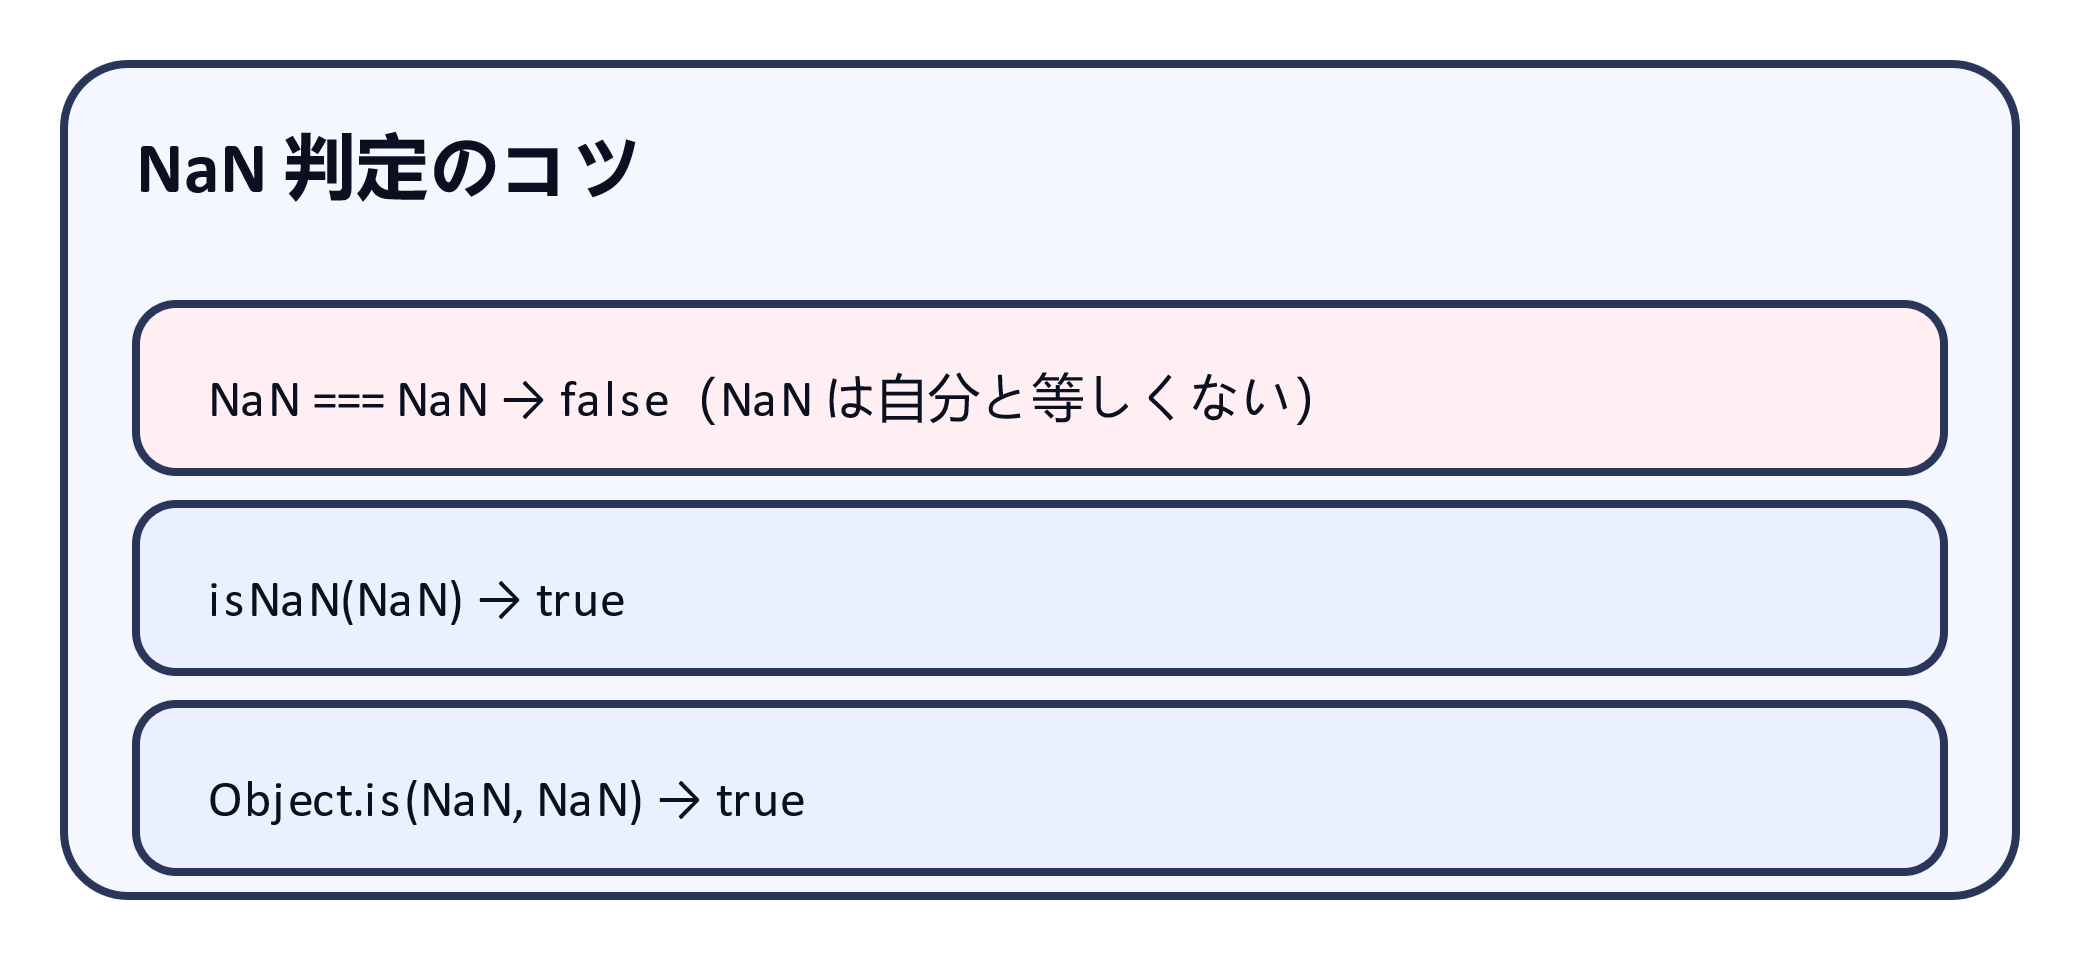 NaN 判定のコツ
NaN === NaN → false（NaN は自分と等しくない）
isNaN(NaN) → true
Object.is(NaN, NaN) → true